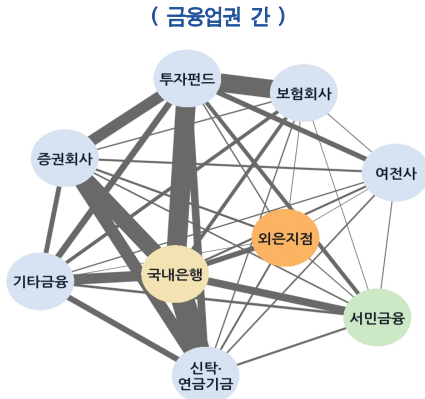 ( 금융업권 간 )
투자펀드
보험회사
증권회사
여전사
외은지점
국내은행
기타금융
서민금융
신탁·
연금기금